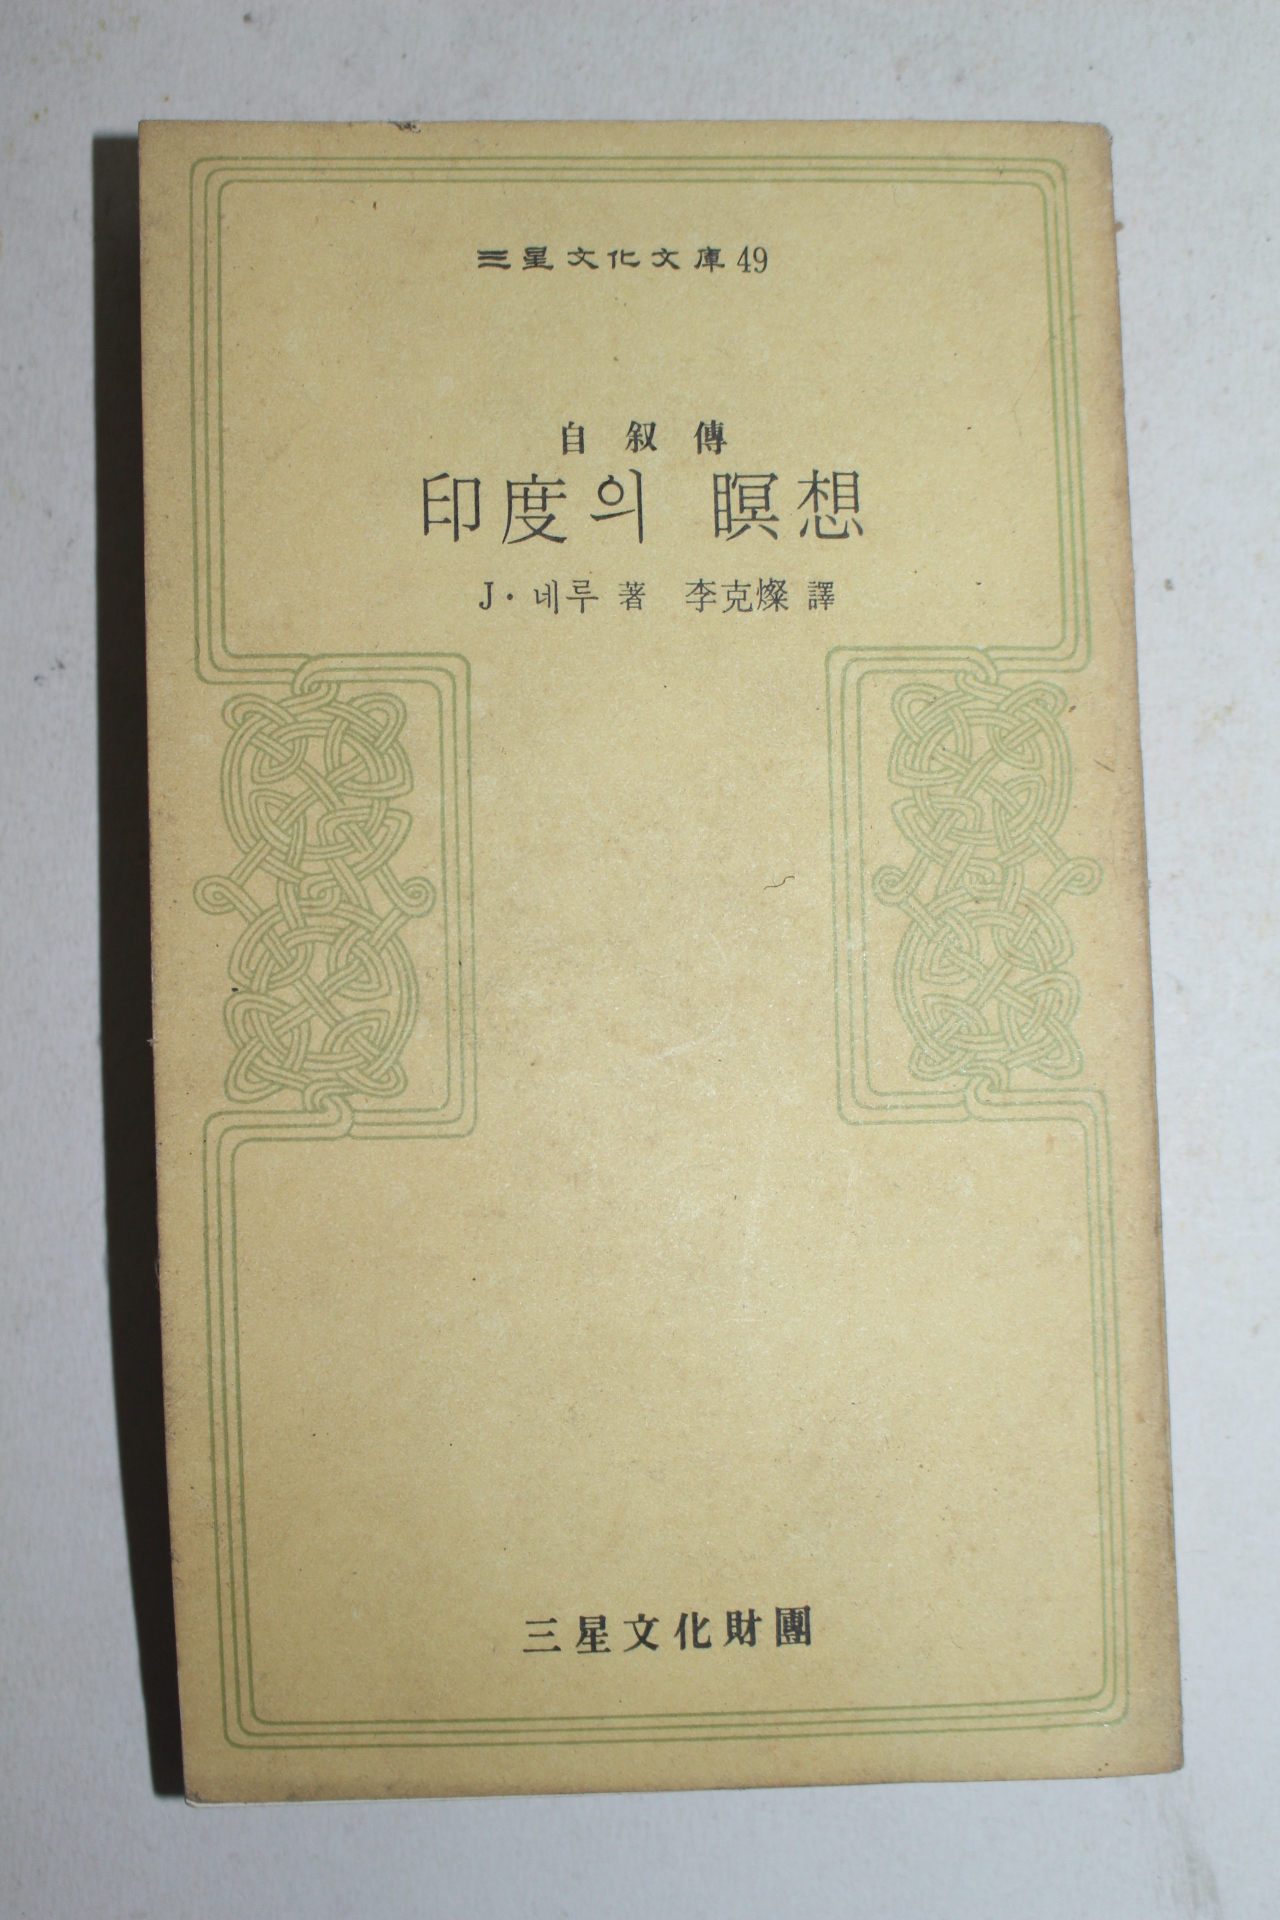 三星文化文庫 49
自叙傳
印度의 瞑想
J·네루 著 李克燦 譯
三星文化財團